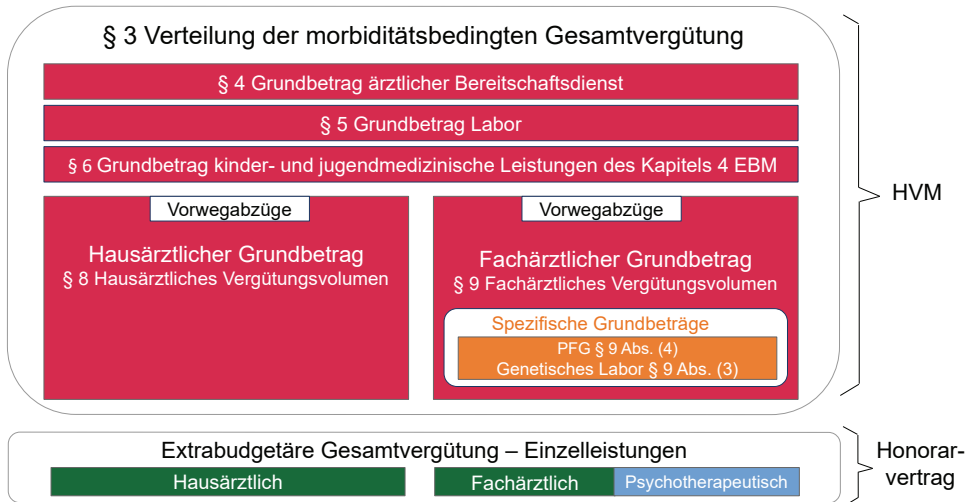 § 3 Verteilung der morbiditätsbedingten Gesamtvergütung
§ 4 Grundbetrag ärztlicher Bereitschaftsdienst
§ 5 Grundbetrag Labor
§ 6 Grundbetrag kinder- und jugendmedizinische Leistungen des Kapitels 4 EBM
Vorwegabzüge
Hausärztlicher Grundbetrag
§ 8 Hausärztliches Vergütungsvolumen
Vorwegabzüge
Fachärztlicher Grundbetrag
§ 9 Fachärztliches Vergütungsvolumen
Spezifische Grundbeträge
PFG § 9 Abs. (4)
Genetisches Labor § 9 Abs. (3)
HVM
Extrabudgetäre Gesamtvergütung – Einzelleistungen
Hausärztlich
Fachärztlich
Psychotherapeutisch
Honorar-
vertrag